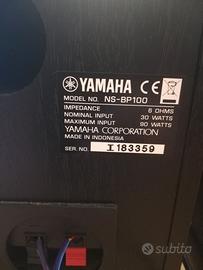 YAMAHA CE
MODEL NO. NS-BP100
IMPEDANCE 6 OHMS
NOMINAL INPUT 30 WATTS
MAXIMUM INPUT 90 WATTS
YAMAHA CORPORATION
MADE IN INDONESIA
SER. NO. I 183359
subito